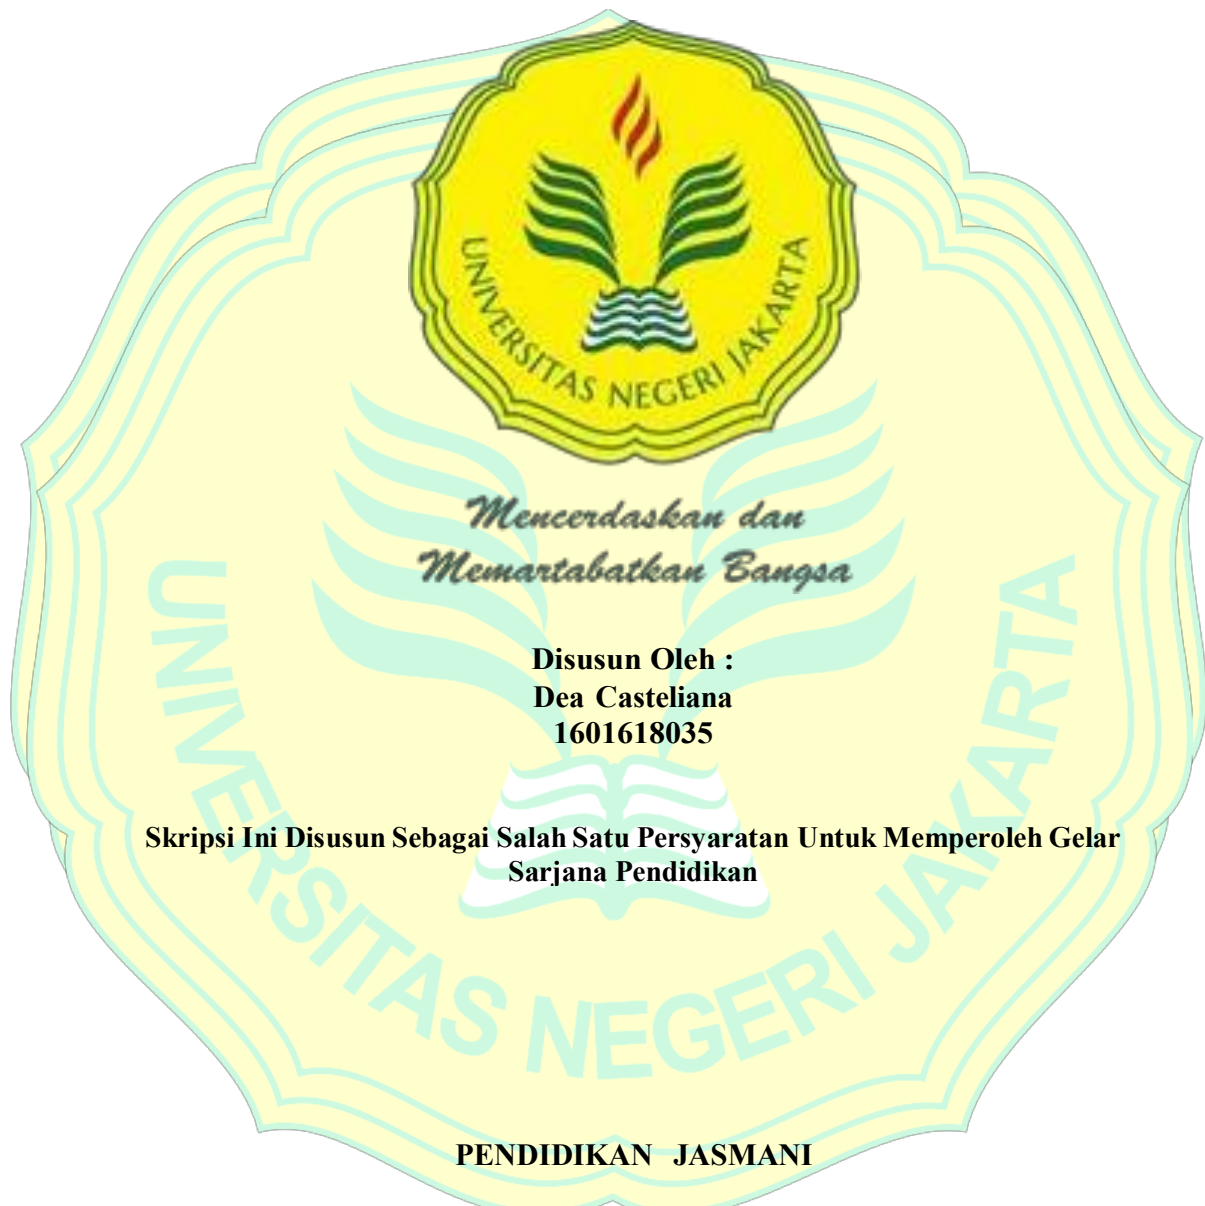 UNIVERSITAS NEGERI JAKARTA
Mencerdaskan dan
Memartabatkan Bangsa
UNIVERSITAS NEGERI JAKARTA
Disusun Oleh :
Dea Casteliana
1601618035
Skripsi Ini Disusun Sebagai Salah Satu Persyaratan Untuk Memperoleh Gelar
Sarjana Pendidikan
PENDIDIKAN JASMANI